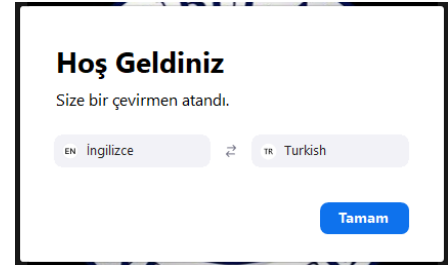 Hoş Geldiniz
Size bir çevirmen atandı.
EN İngilizce ⇄ TR Turkish
Tamam